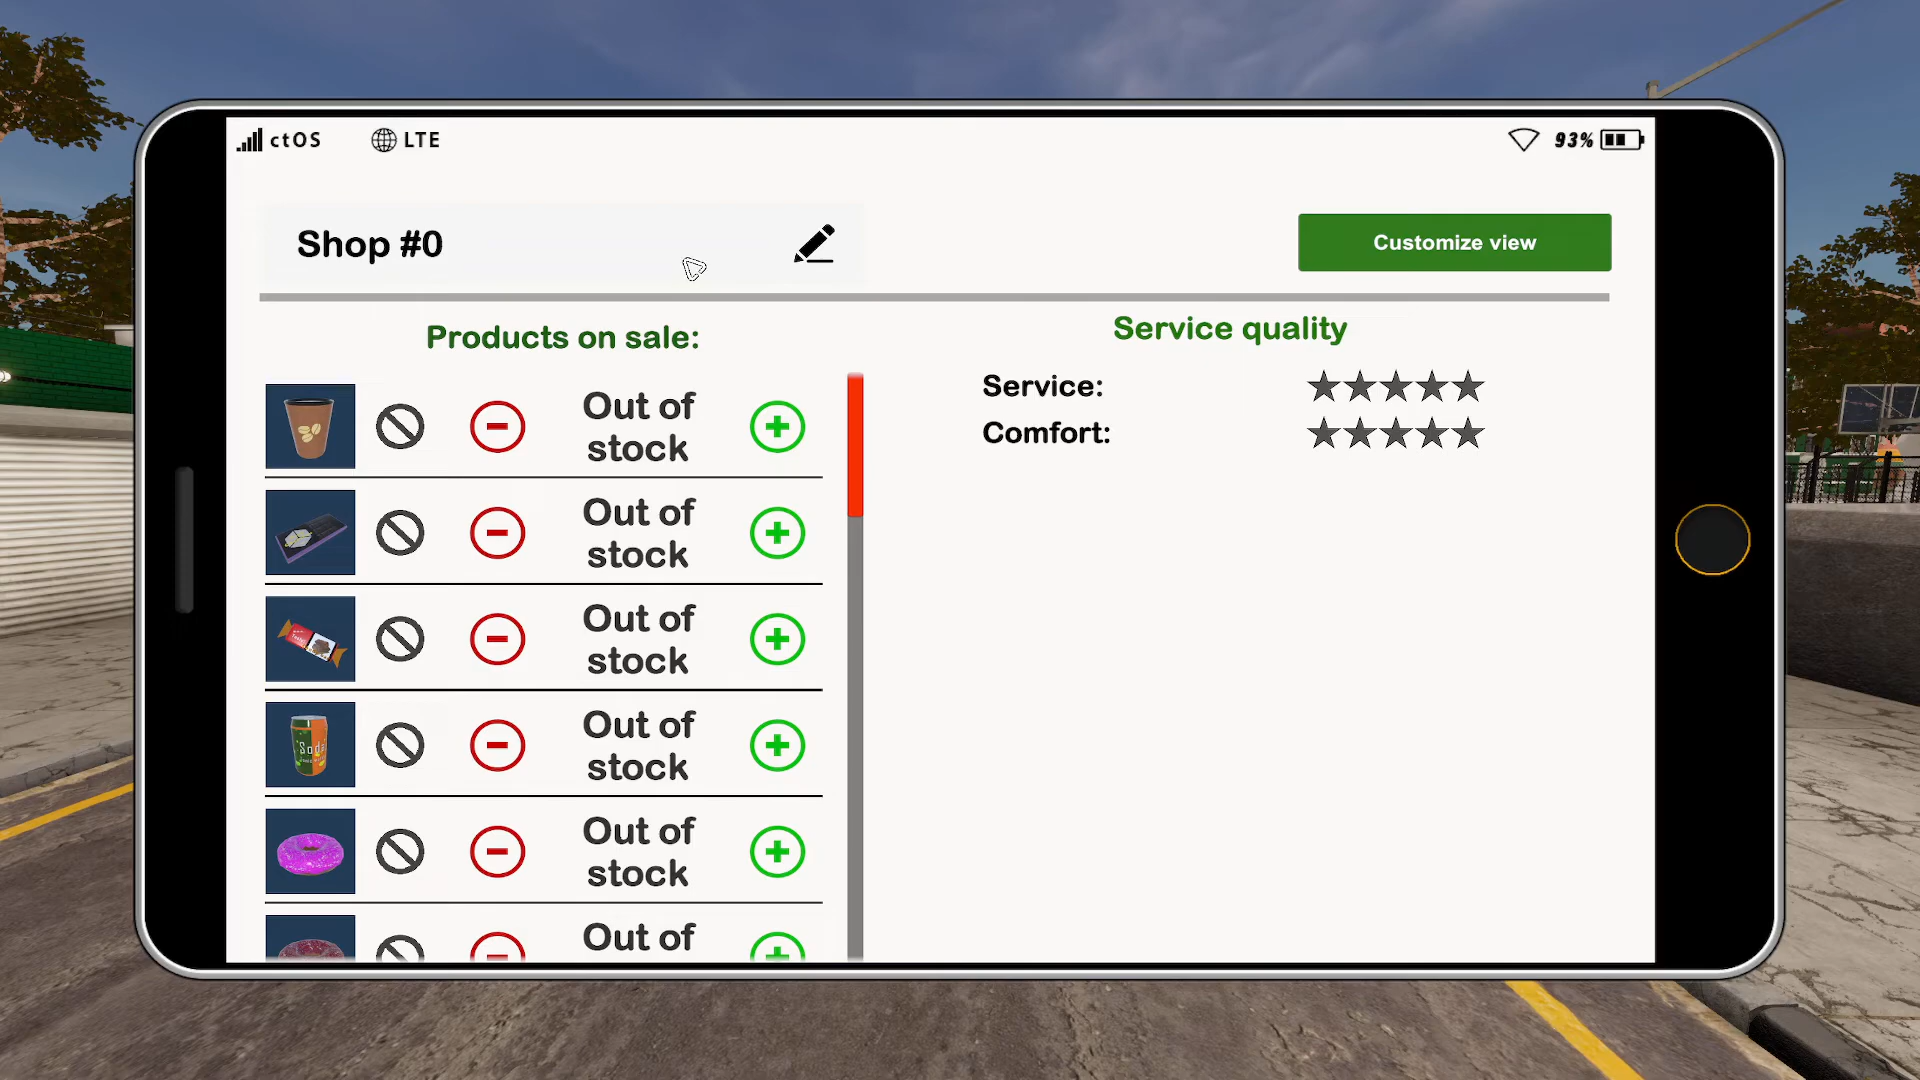 ctOS LTE 93%
Shop #0
Customize view
Products on sale:
Service quality
Service:
Comfort:
Out of
stock
Out of
stock
Out of
stock
Soda
Out of
stock
Out of
stock
Out of